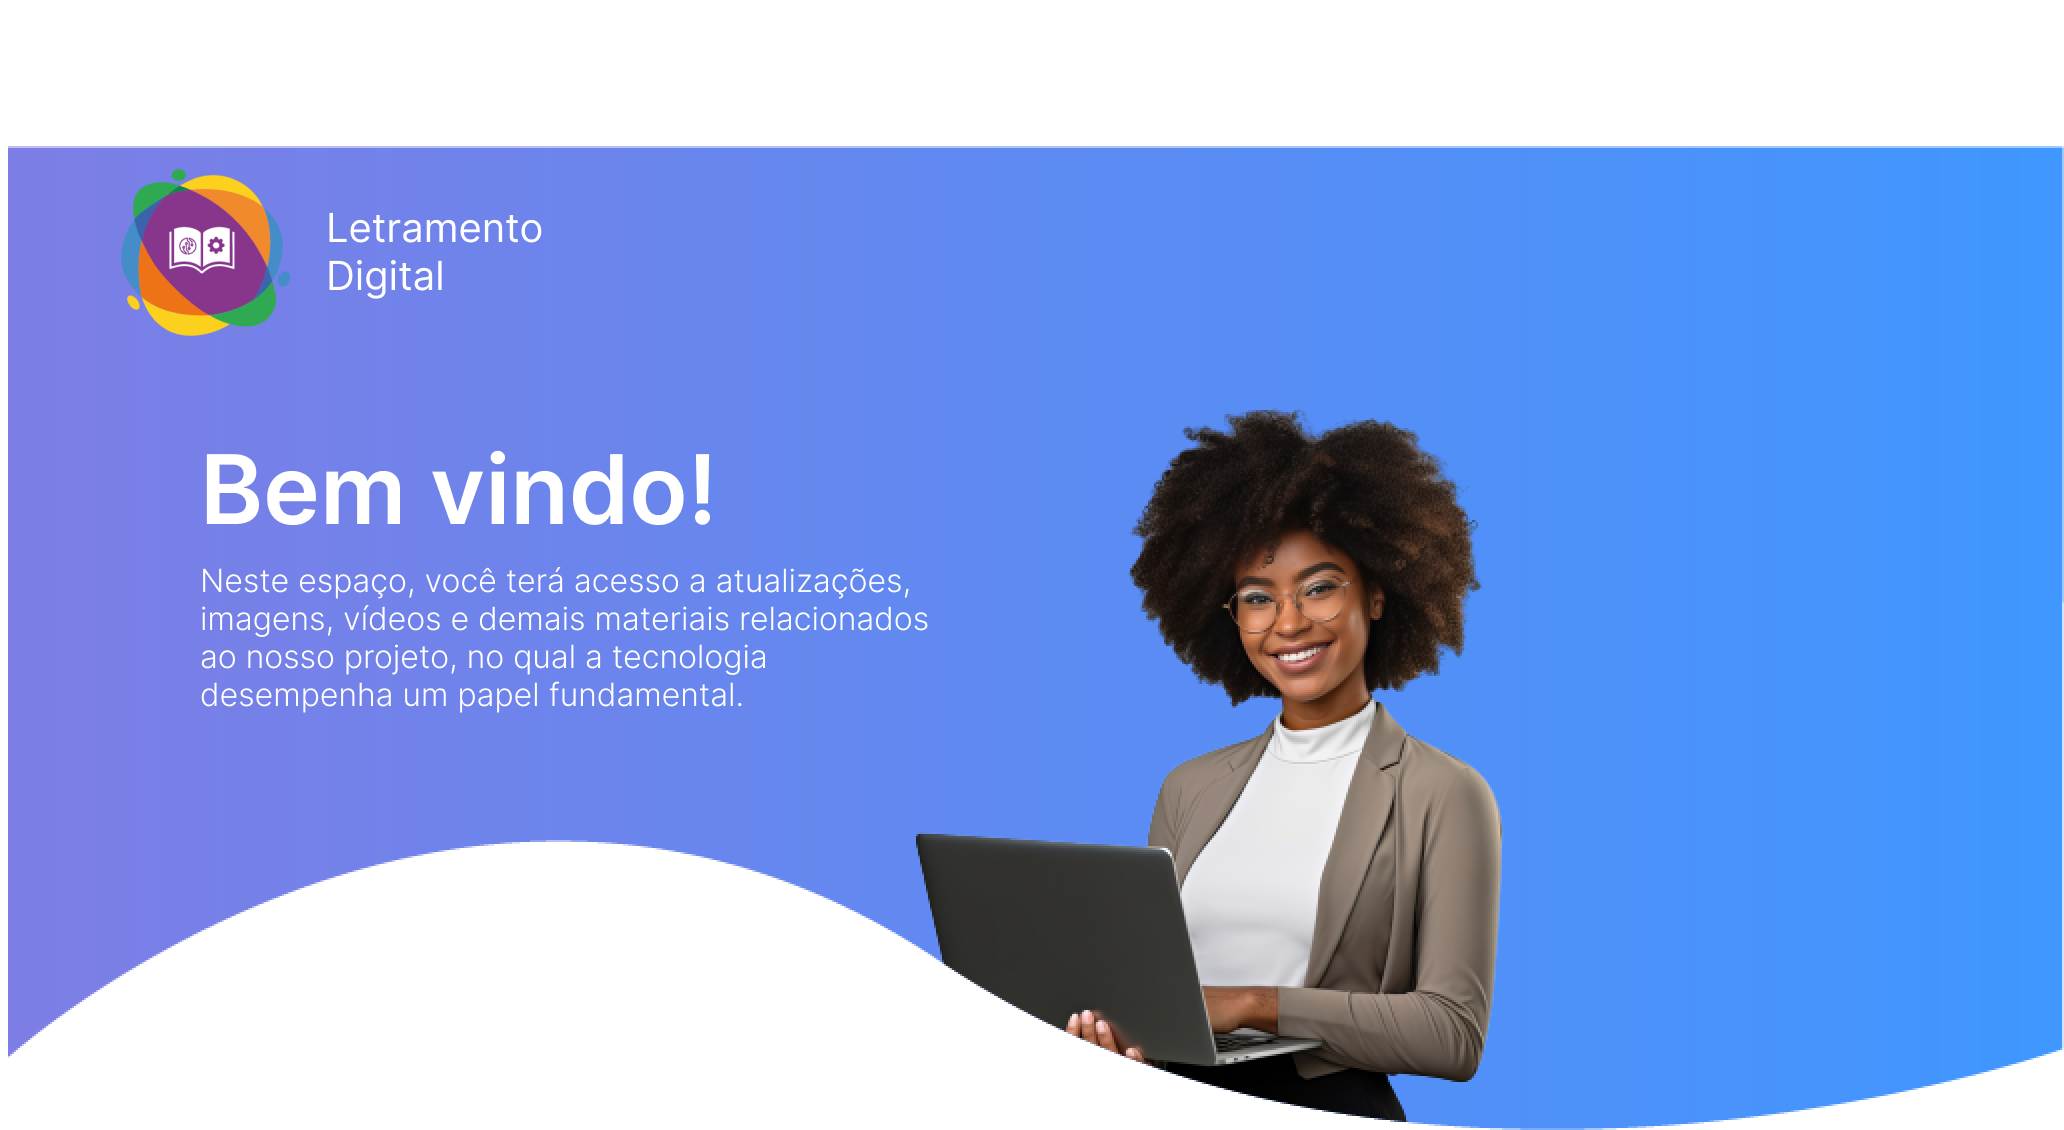 Letramento
Digital
Bem vindo!
Neste espaço, você terá acesso a atualizações,
imagens, vídeos e demais materiais relacionados
ao nosso projeto, no qual a tecnologia
desempenha um papel fundamental.